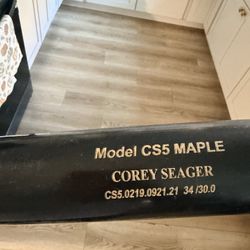 Model CS5 MAPLE
COREY SEAGER
CS5.0219.0921.21 34/30.0